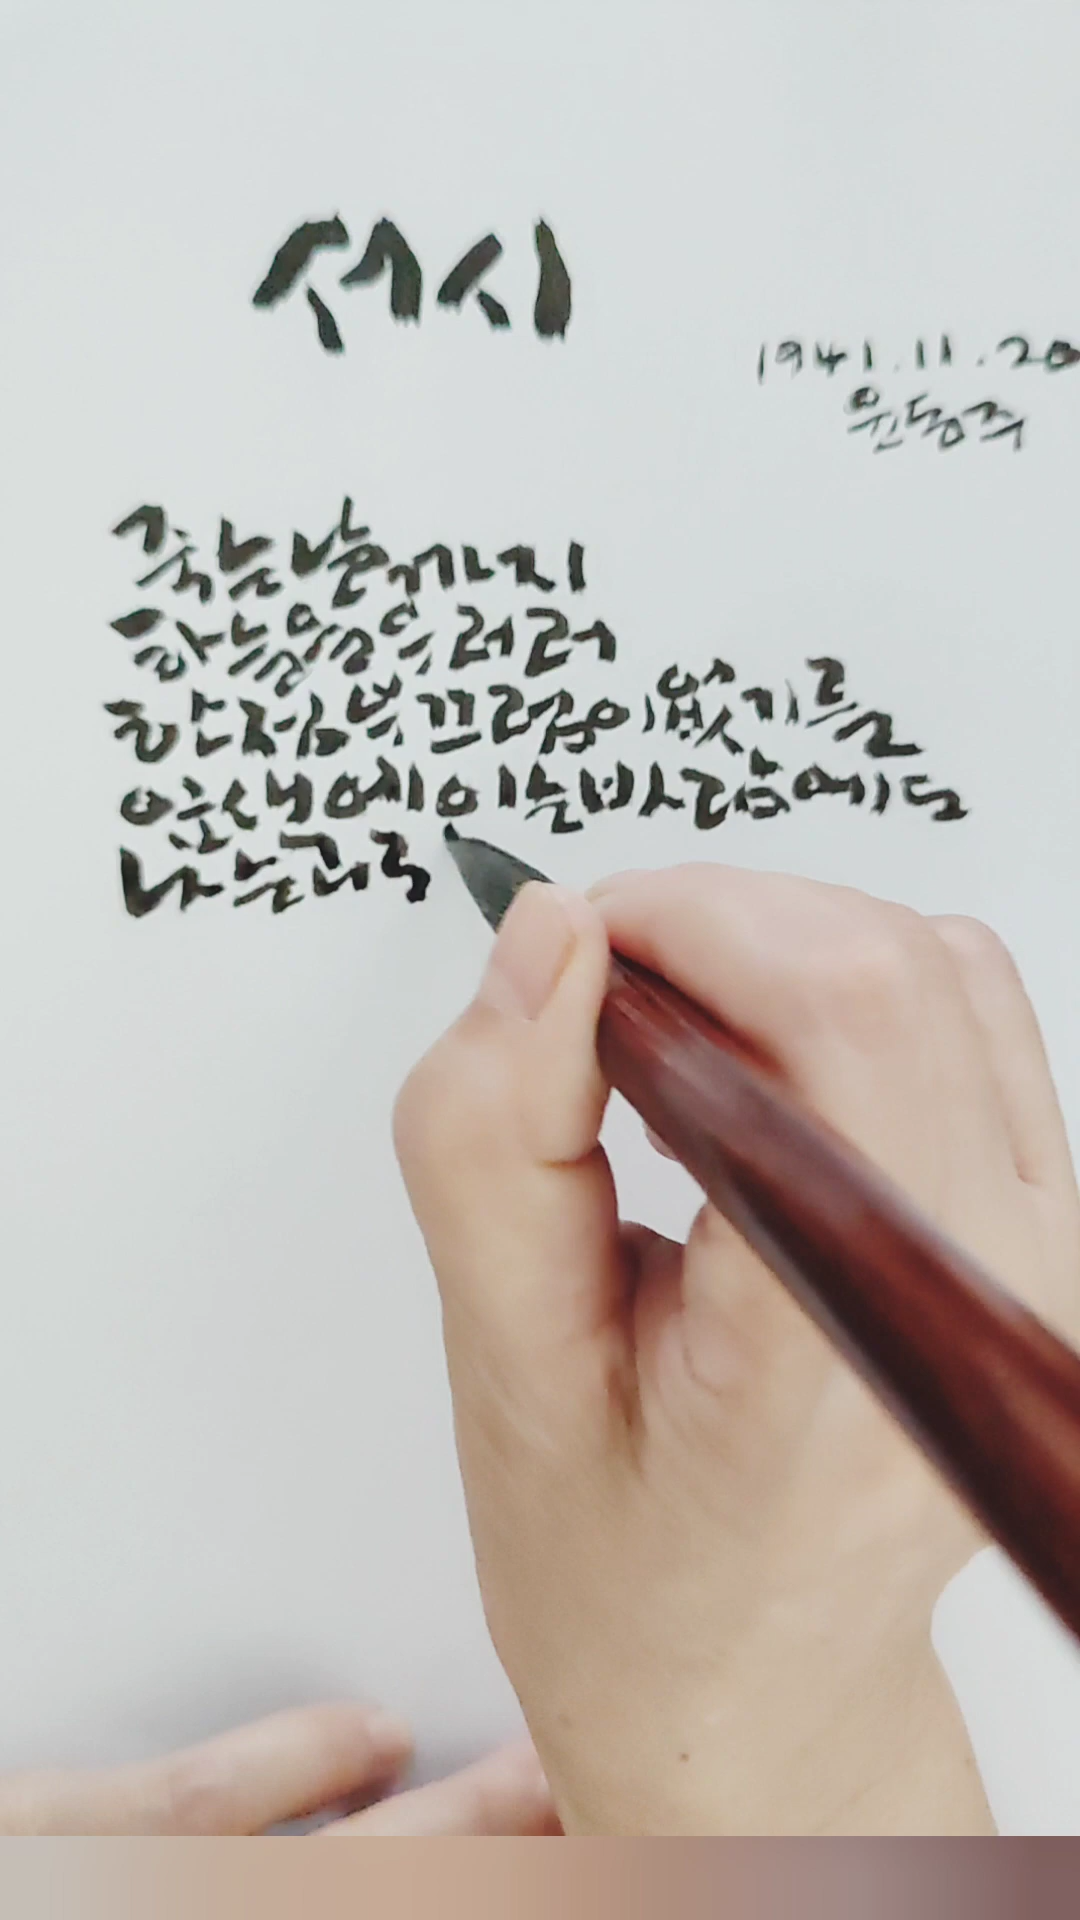 서시
1941.11.20
윤동주
죽는 날까지
하늘을 우러러
한점 부끄럼이 없기를
잎새에 이는 바람에도
나는 괴로